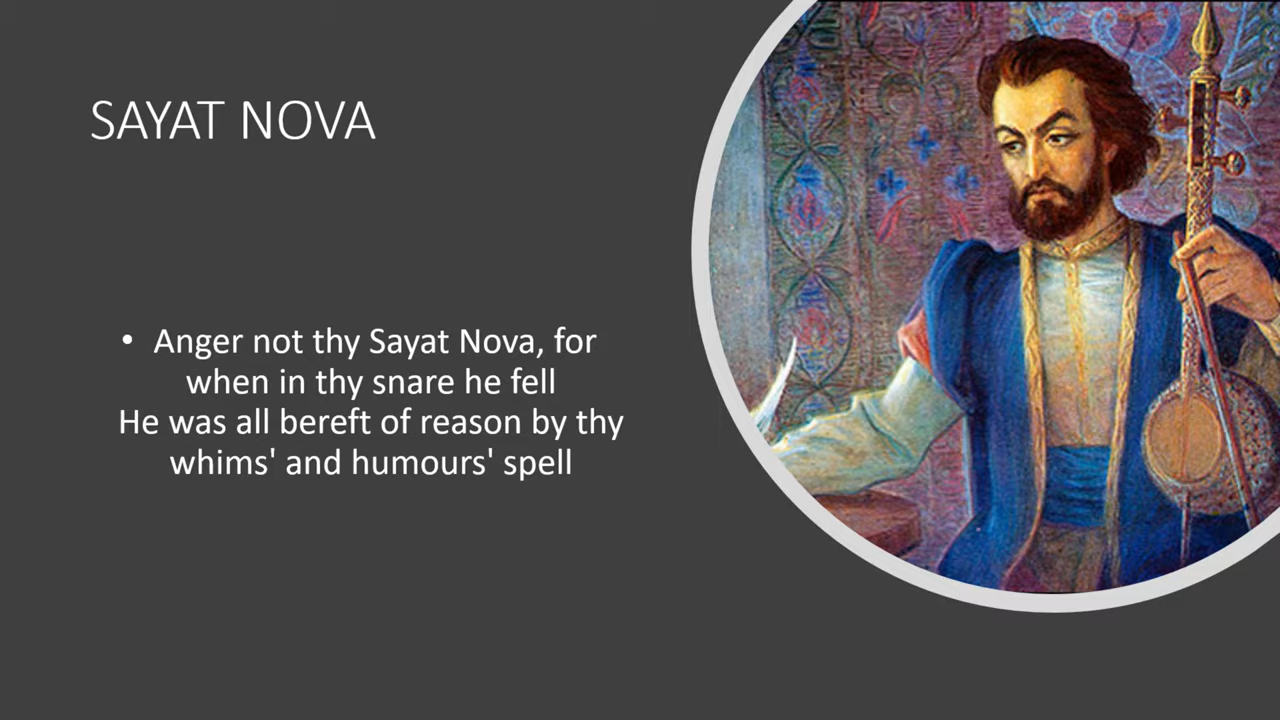 SAYAT NOVA
• Anger not thy Sayat Nova, for
when in thy snare he fell
He was all bereft of reason by thy
whims' and humours' spell